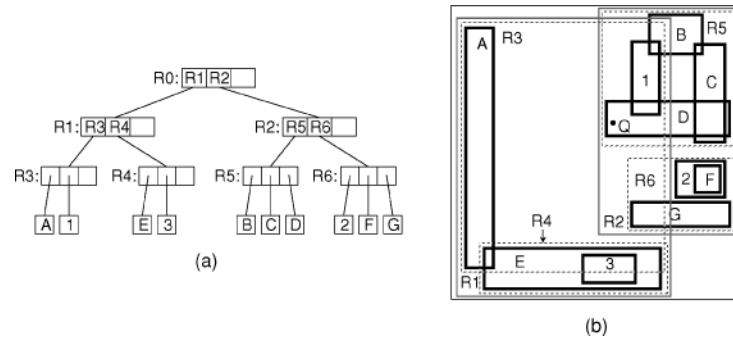 R0: R1 R2
R1: R3 R4
R2: R5 R6
R3:
R4:
R5:
R6:
A 1
E 3
B C D
2 F G
(a)
A
R3
B
R5
1
C
D
Q
R6
2
F
G
R2
R4
E
3
R1
(b)